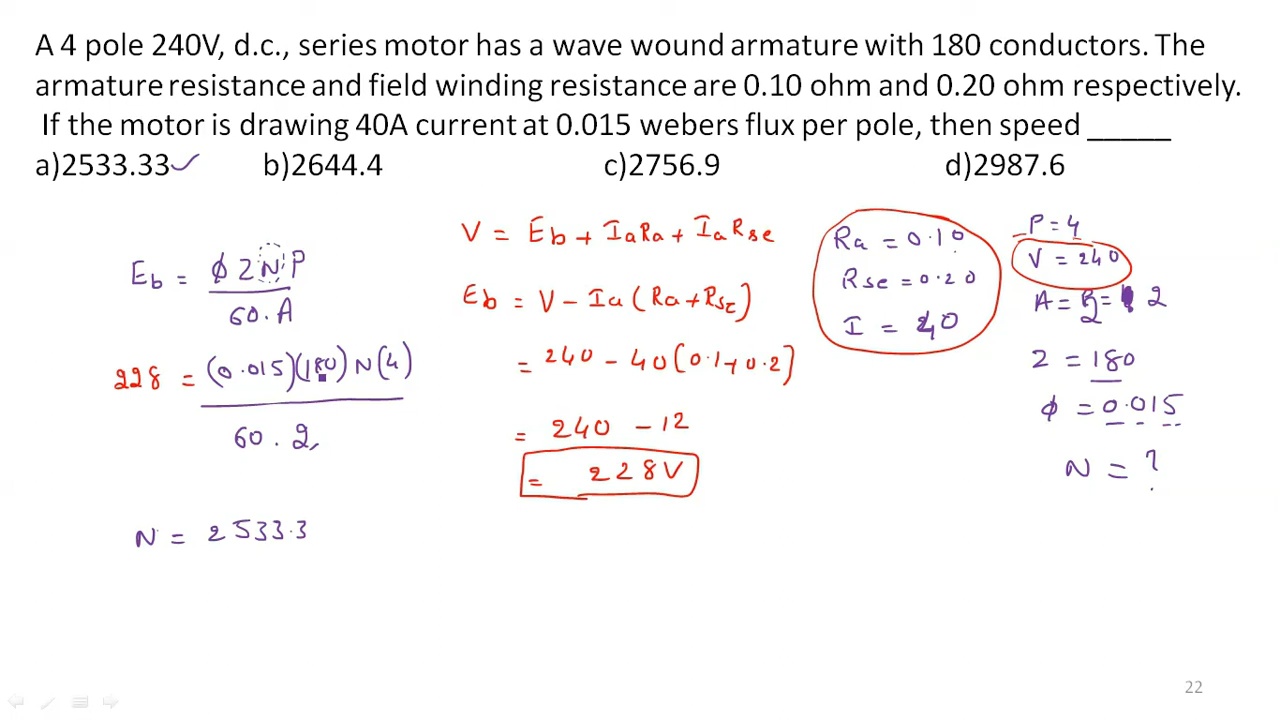 A 4 pole 240V, d.c., series motor has a wave wound armature with 180 conductors. The
armature resistance and field winding resistance are 0.10 ohm and 0.20 ohm respectively.
If the motor is drawing 40A current at 0.015 webers flux per pole, then speed _____
a)2533.33✓ b)2644.4 c)2756.9 d)2987.6
Eb = ϕZNP
60.A
228 = (0.015)(180)N(4)
60.2
N = 2533.3
V = Eb + IaRa + IaRse
Eb = V - Ia(Ra+Rse)
= 240 - 40(0.1+0.2)
= 240 - 12
= 228V
Ra = 0.10
Rse = 0.20
I = 40
P = 4
V = 240
A = = 2
Z = 180
ϕ = 0.015
N = ?
22